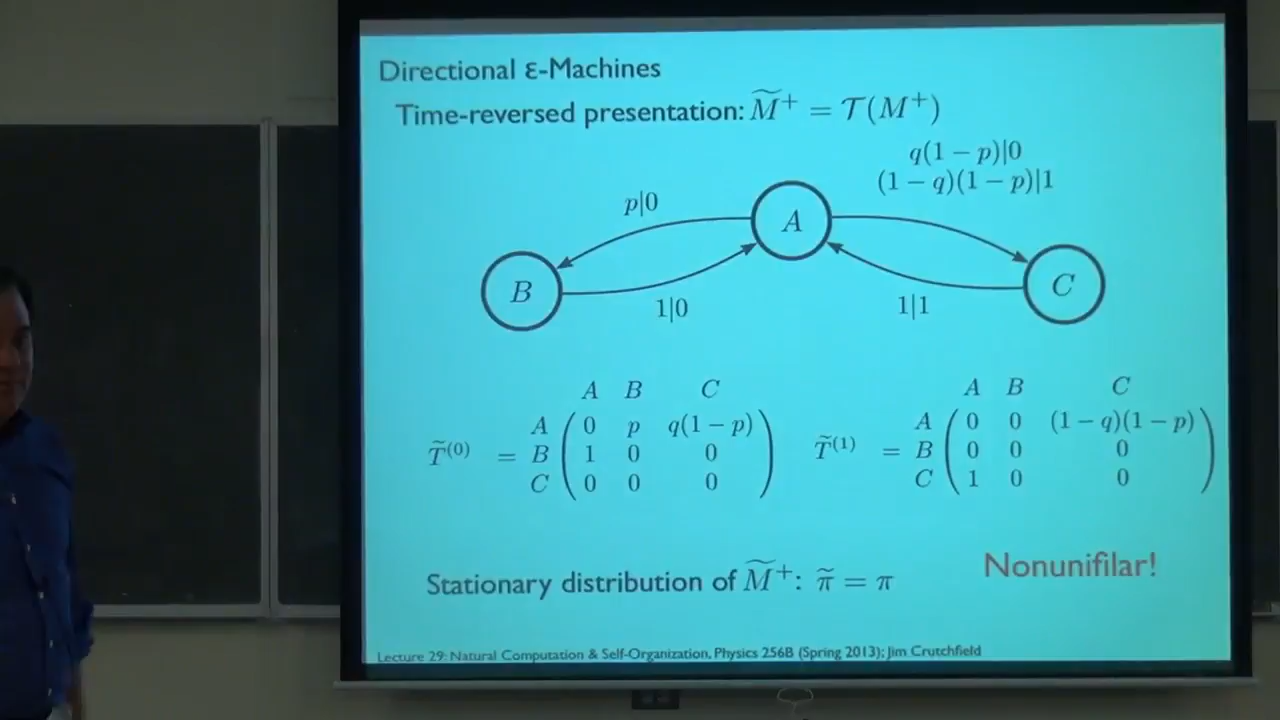 Directional ε-Machines
Time-reversed presentation: M̃⁺ = 𝒯(M⁺)
q(1 − p)|0
(1 − q)(1 − p)|1
p|0
A
B
C
1|0
1|1
A B C
A 0 p q(1 − p)
T̃⁽⁰⁾ = B 1 0 0
C 0 0 0
A B C
A 0 0 (1 − q)(1 − p)
T̃⁽¹⁾ = B 0 0 0
C 1 0 0
Nonunifilar!
Stationary distribution of M̃⁺: π̃ = π
Lecture 29: Natural Computation & Self-Organization, Physics 256B (Spring 2013); Jim Crutchfield